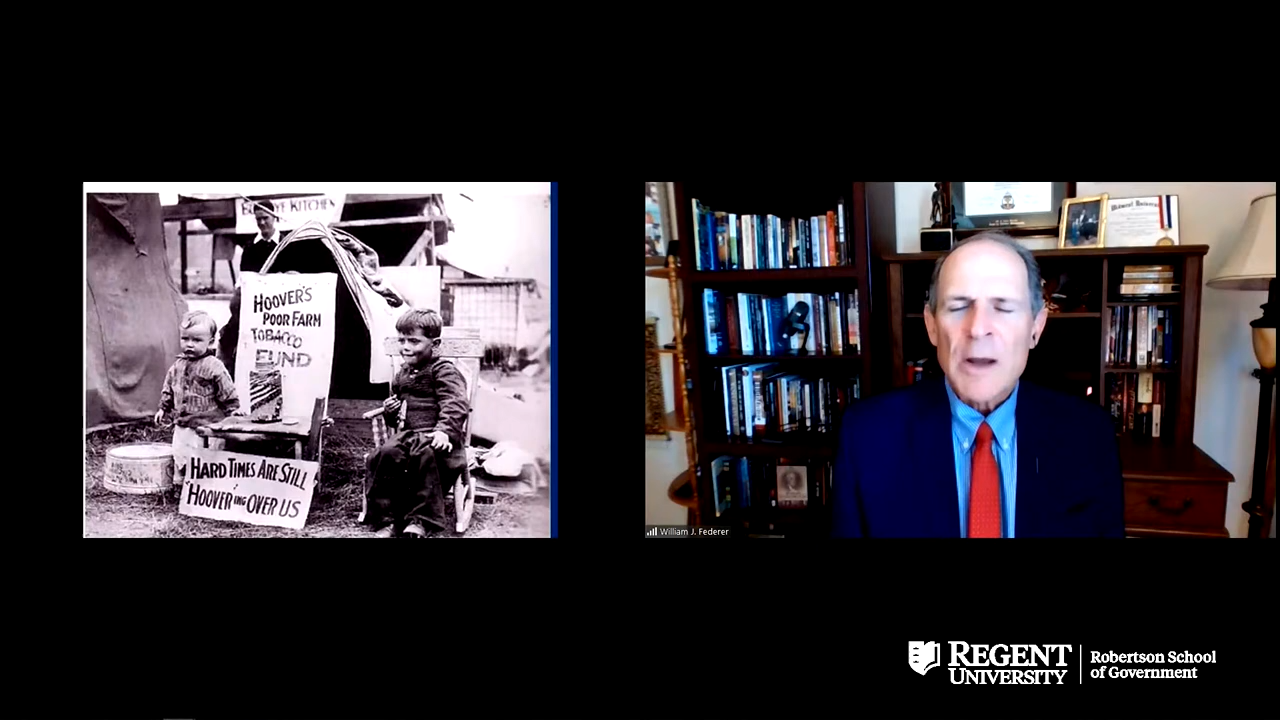 KITCHEN
HOOVER'S
POOR FARM
TOBACCO
FUND
HARD TIMES ARE STILL
HOOVERING OVER US
William J. Federer
REGENT
UNIVERSITY
Robertson School
of Government